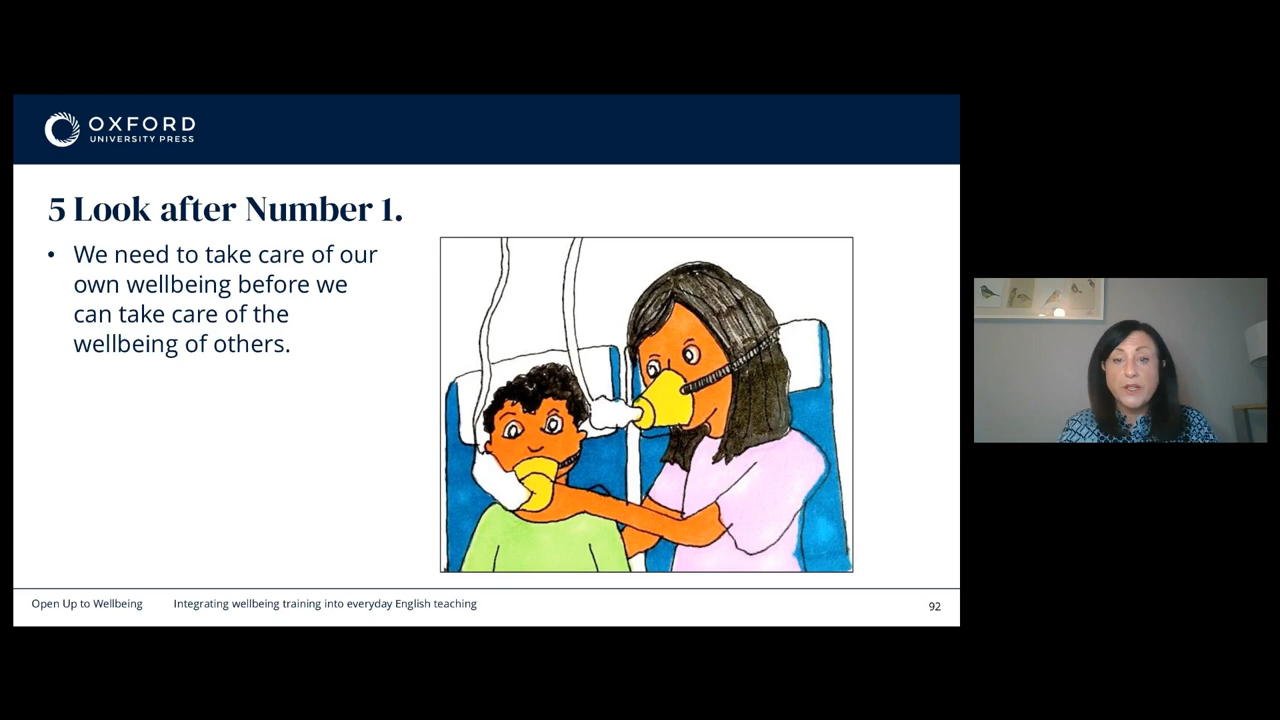 OXFORD
UNIVERSITY PRESS
5 Look after Number 1.
• We need to take care of our
own wellbeing before we
can take care of the
wellbeing of others.
Open Up to Wellbeing Integrating wellbeing training into everyday English teaching 92